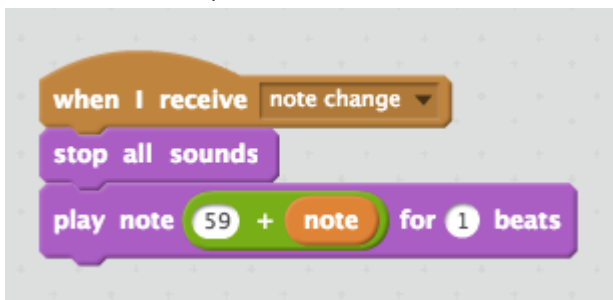 when I receive note change
stop all sounds
play note 59 + note for 1 beats